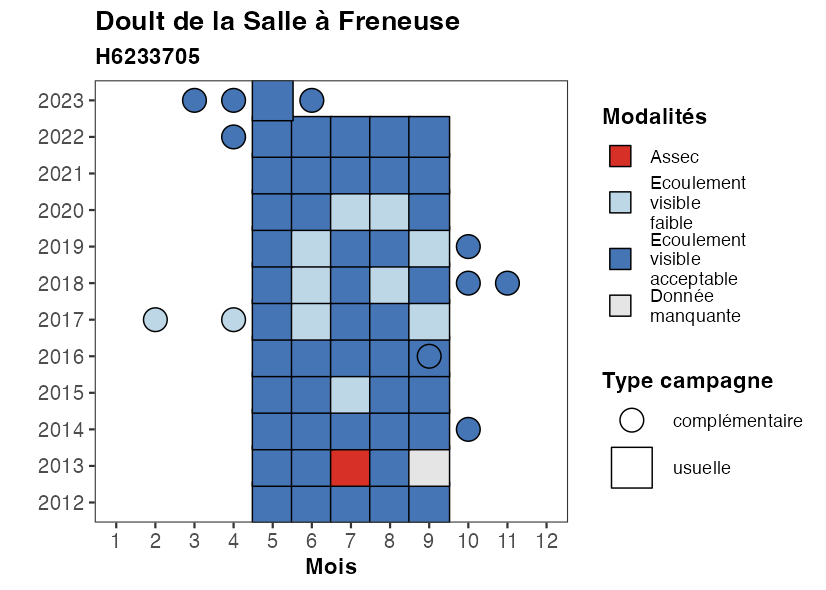 Doult de la Salle à Freneuse
H6233705
2023
2022
2021
2020
2019
2018
2017
2016
2015
2014
2013
2012
1 2 3 4 5 6 7 8 9 10 11 12
Mois
Modalités
Assec
Ecoulement
visible
faible
Ecoulement
visible
acceptable
Donnée
manquante
Type campagne
complémentaire
usuelle